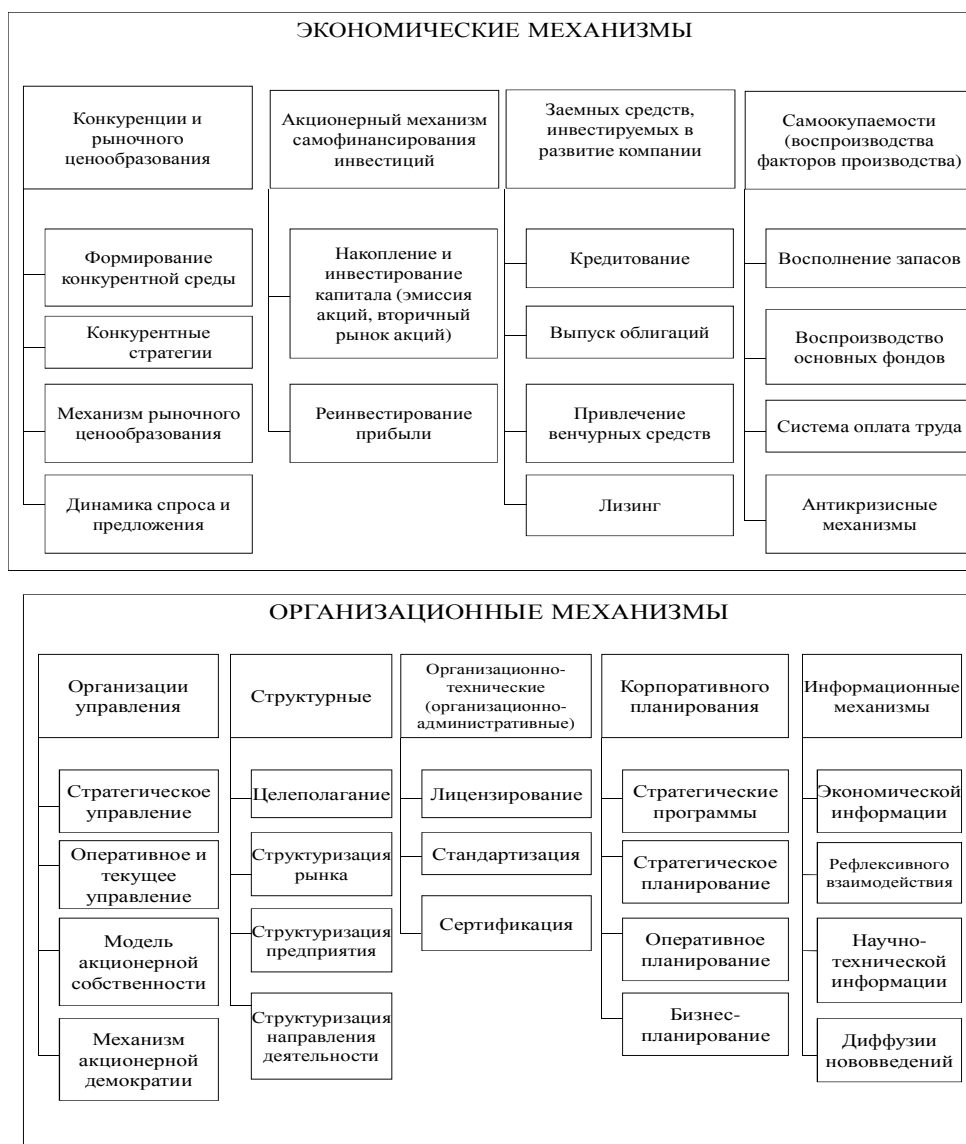 ЭКОНОМИЧЕСКИЕ МЕХАНИЗМЫ
Конкуренции и
рыночного
ценообразования
Формирование
конкурентной среды
Конкурентные
стратегии
Механизм рыночного
ценообразования
Динамика спроса и
предложения
Акционерный механизм
самофинансирования
инвестиций
Накопление и
инвестирование
капитала (эмиссия
акций, вторичный
рынок акций)
Реинвестирование
прибыли
Заемных средств,
инвестируемых в
развитие компании
Кредитование
Выпуск облигаций
Привлечение
венчурных средств
Лизинг
Самоокупаемости
(воспроизводства
факторов производства)
Восполнение запасов
Воспроизводство
основных фондов
Система оплата труда
Антикризисные
механизмы
ОРГАНИЗАЦИОННЫЕ МЕХАНИЗМЫ
Организации
управления
Стратегическое
управление
Оперативное и
текущее
управление
Модель
акционерной
собственности
Механизм
акционерной
демократии
Структурные
Целеполагание
Структуризация
рынка
Структуризация
предприятия
Структуризация
направления
деятельности
Организационно-
технические
(организационно-
административные)
Лицензирование
Стандартизация
Сертификация
Корпоративного
планирования
Стратегические
программы
Стратегическое
планирование
Оперативное
планирование
Бизнес-
планирование
Информационные
механизмы
Экономической
информации
Рефлексивного
взаимодействия
Научно-
технической
информации
Диффузии
нововведений